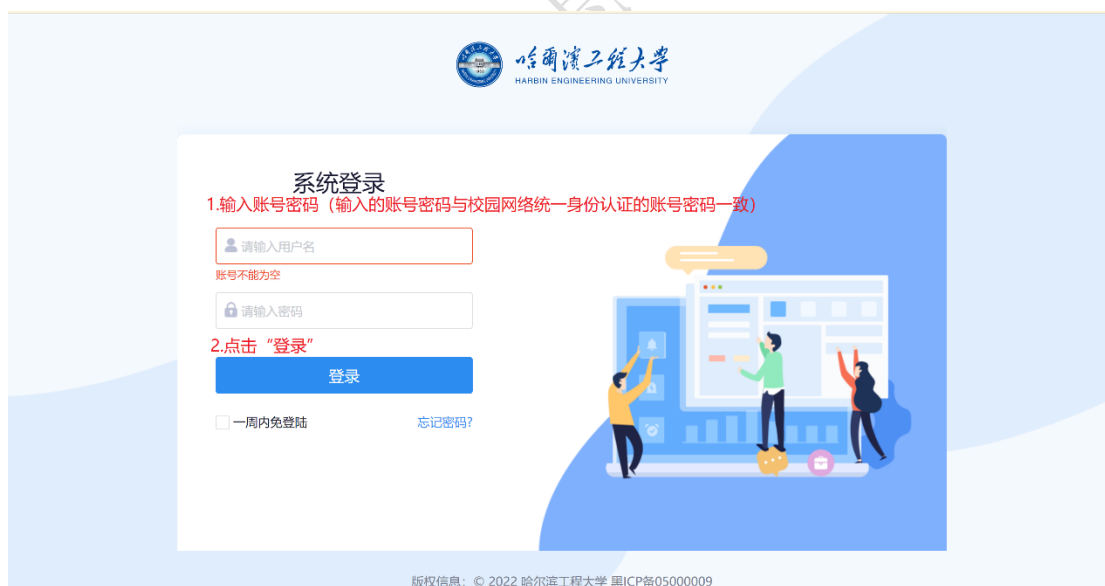 哈爾濱工程大学
HARBIN ENGINEERING UNIVERSITY
系统登录
1.输入账号密码（输入的账号密码与校园网络统一身份认证的账号密码一致）
请输入用户名
账号不能为空
请输入密码
2.点击“登录”
登录
一周内免登陆
忘记密码?
版权信息：© 2022 哈尔滨工程大学 黑ICP备05000009